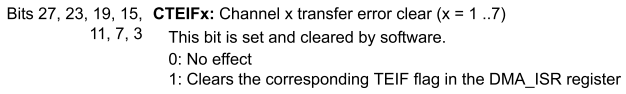 Bits 27, 23, 19, 15, CTEIFx: Channel x transfer error clear (x = 1 ..7)
11, 7, 3 This bit is set and cleared by software.
0: No effect
1: Clears the corresponding TEIF flag in the DMA_ISR register